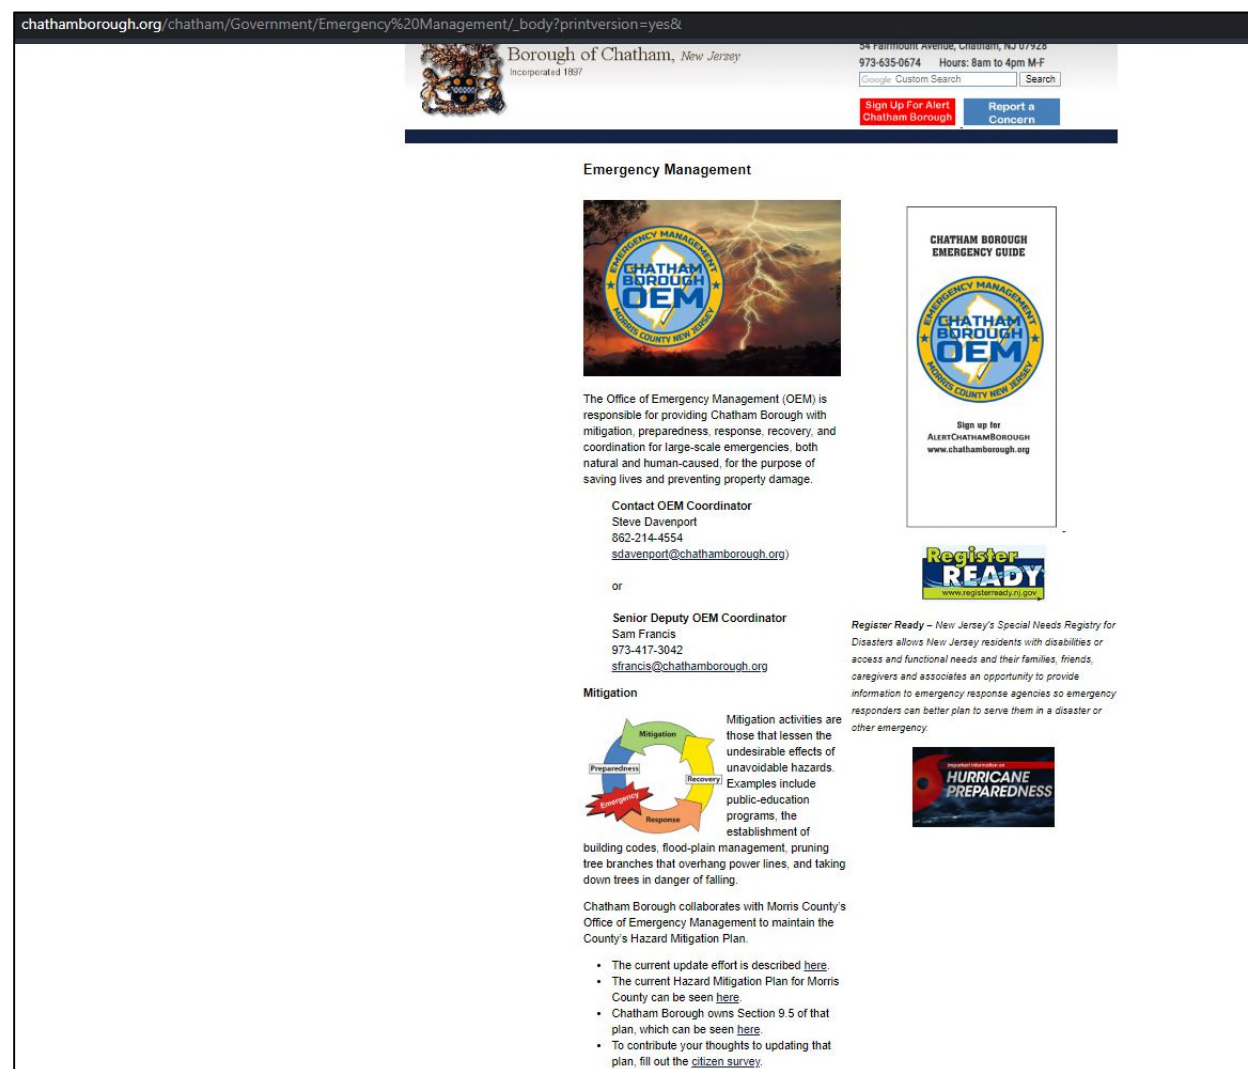 chathamborough.org/chatham/Government/Emergency%20Management/_body?printversion=yes&
Borough of Chatham, New Jersey
Incorporated 1897
54 Fairmount Avenue, Chatham, NJ 07928
973-635-0674 Hours: 8am to 4pm M-F
Google Custom Search Search
Sign Up For Alert
Chatham Borough
Report a
Concern
Emergency Management
EMERGENCY MANAGEMENT
CHATHAM
BOROUGH
OEM
MORRIS COUNTY NEW JERSEY
The Office of Emergency Management (OEM) is
responsible for providing Chatham Borough with
mitigation, preparedness, response, recovery, and
coordination for large-scale emergencies, both
natural and human-caused, for the purpose of
saving lives and preventing property damage.
Contact OEM Coordinator
Steve Davenport
862-214-4554
sdavenport@chathamborough.org)
or
Senior Deputy OEM Coordinator
Sam Francis
973-417-3042
sfrancis@chathamborough.org
Mitigation
Mitigation
Preparedness
Recovery
Emergency
Response
Mitigation activities are
those that lessen the
undesirable effects of
unavoidable hazards.
Examples include
public-education
programs, the
establishment of
building codes, flood-plain management, pruning
tree branches that overhang power lines, and taking
down trees in danger of falling.
Chatham Borough collaborates with Morris County's
Office of Emergency Management to maintain the
County's Hazard Mitigation Plan.
• The current update effort is described here.
• The current Hazard Mitigation Plan for Morris
County can be seen here.
• Chatham Borough owns Section 9.5 of that
plan, which can be seen here.
• To contribute your thoughts to updating that
plan, fill out the citizen survey.
CHATHAM BOROUGH
EMERGENCY GUIDE
EMERGENCY MANAGEMENT
CHATHAM
BOROUGH
OEM
MORRIS COUNTY NEW JERSEY
Sign up for
ALERTCHATHAMBOROUGH
www.chathamborough.org
Register
READY
www.registerready.nj.gov
Register Ready – New Jersey's Special Needs Registry for
Disasters allows New Jersey residents with disabilities or
access and functional needs and their families, friends,
caregivers and associates an opportunity to provide
information to emergency response agencies so emergency
responders can better plan to serve them in a disaster or
other emergency.
Important Information on
HURRICANE
PREPAREDNESS